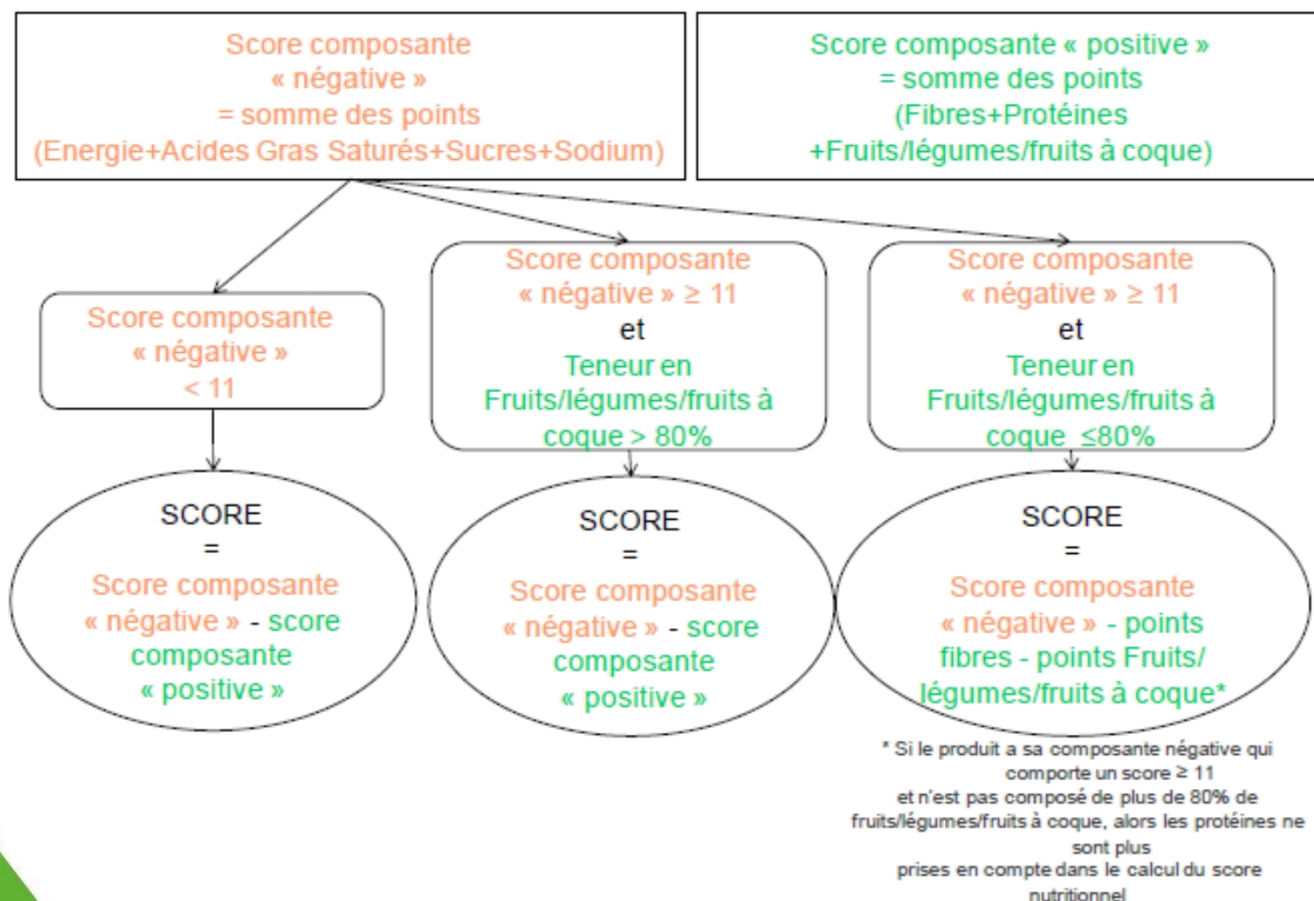 Score composante
« négative »
= somme des points
(Energie+Acides Gras Saturés+Sucres+Sodium)
Score composante « positive »
= somme des points
(Fibres+Protéines
+Fruits/légumes/fruits à coque)
Score composante
« négative »
< 11
Score composante
« négative » ≥ 11
et
Teneur en
Fruits/légumes/fruits à
coque > 80%
Score composante
« négative » ≥ 11
et
Teneur en
Fruits/légumes/fruits à
coque ≤80%
SCORE
=
Score composante
« négative » - score
composante
« positive »
SCORE
=
Score composante
« négative » - score
composante
« positive »
SCORE
=
Score composante
« négative » - points
fibres - points Fruits/
légumes/fruits à coque*
* Si le produit a sa composante négative qui
comporte un score ≥ 11
et n'est pas composé de plus de 80% de
fruits/légumes/fruits à coque, alors les protéines ne
sont plus
prises en compte dans le calcul du score
nutritionnel